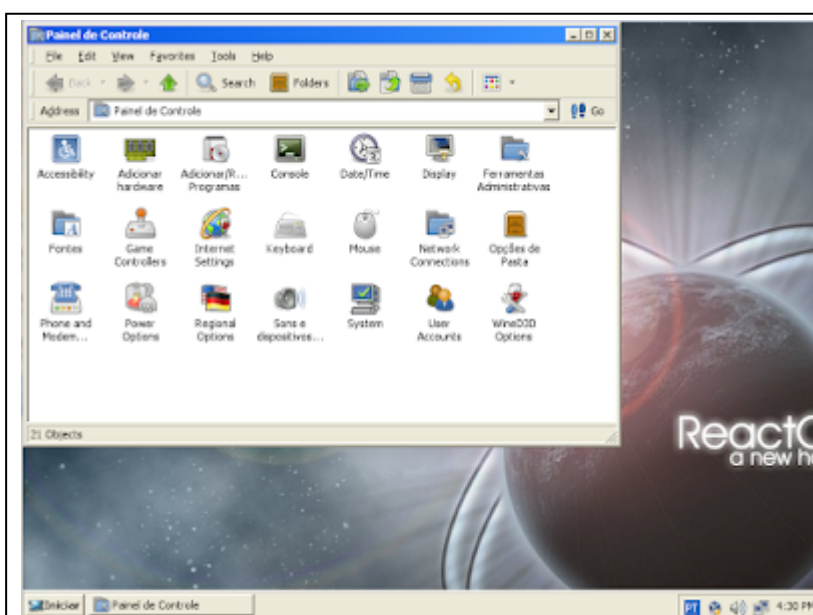 Painel de Controle
File Edit View Favorites Tools Help
Back Search Folders
Address Painel de Controle Go
Accessibility
Adicionar hardware
Adicionar/R... Programas
Console
Date/Time
Display
Ferramentas Administrativas
Fontes
Game Controllers
Internet Settings
Keyboard
Mouse
Network Connections
Opções de Pasta
Phone and Modem...
Power Options
Regional Options
Sons e dispositivos...
System
User Accounts
WineD3D Options
21 Objects
ReactO
a new ho
Iniciar Painel de Controle PT 4:30 PM